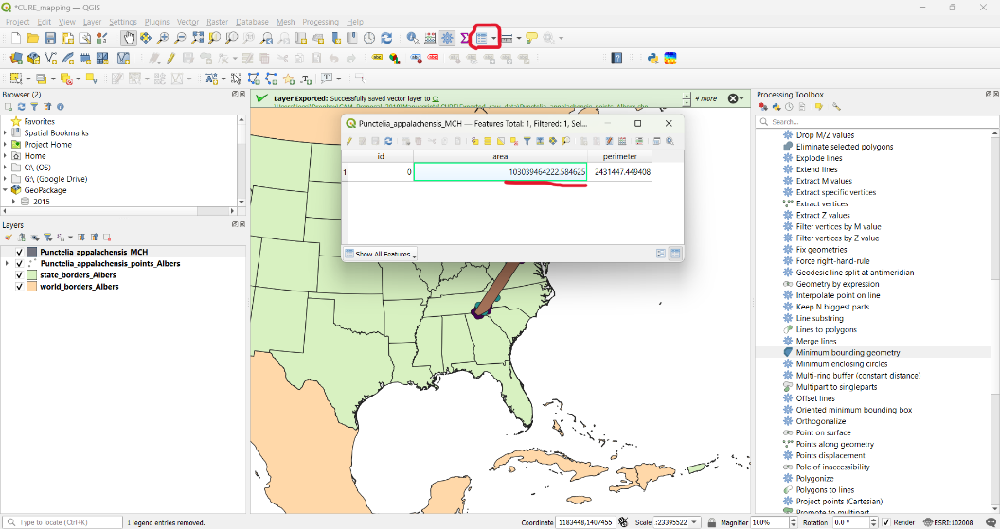 *CURE_mapping — QGIS
Project Edit View Layer Settings Plugins Vector Raster Database Mesh Processing Help
Browser (2)
Favorites
Spatial Bookmarks
Project Home
Home
C:\ (OS)
G:\ (Google Drive)
GeoPackage
2015
Layers
Punctelia_appalachensis_MCH
Punctelia_appalachensis_points_Albers
state_borders_Albers
world_borders_Albers
Layer Exported: Successfully saved vector layer to C:
4 more
Punctelia_appalachensis_MCH — Features Total: 1, Filtered: 1, Sel...
id area perimeter
1 0 103039464222.584625 2431447.449408
Show All Features
Processing Toolbox
Search...
Drop M/Z values
Eliminate selected polygons
Explode lines
Extend lines
Extract M values
Extract specific vertices
Extract vertices
Extract Z values
Filter vertices by M value
Filter vertices by Z value
Fix geometries
Force right-hand-rule
Geodesic line split at antimeridian
Geometry by expression
Interpolate point on line
Keep N biggest parts
Line substring
Lines to polygons
Merge lines
Minimum bounding geometry
Minimum enclosing circles
Multi-ring buffer (constant distance)
Multipart to singleparts
Offset lines
Oriented minimum bounding box
Orthogonalize
Point on surface
Points along geometry
Points displacement
Pole of inaccessibility
Polygonize
Polygons to lines
Project points (Cartesian)
Promote to multipart
Type to locate (Ctrl+K)
1 legend entries removed.
Coordinate 1183448,1407455
Scale :23395522
Magnifier 100%
Rotation 0.0 °
Render
ESRI:102008